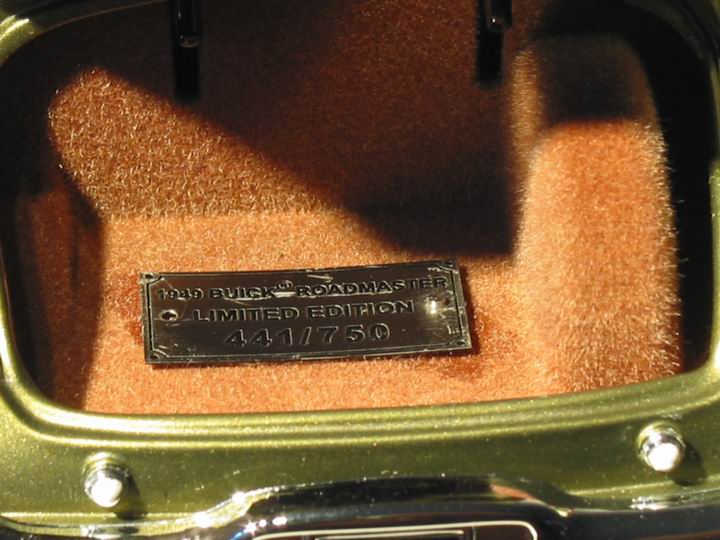 1949 BUICK® ROADMASTER
LIMITED EDITION
441/750